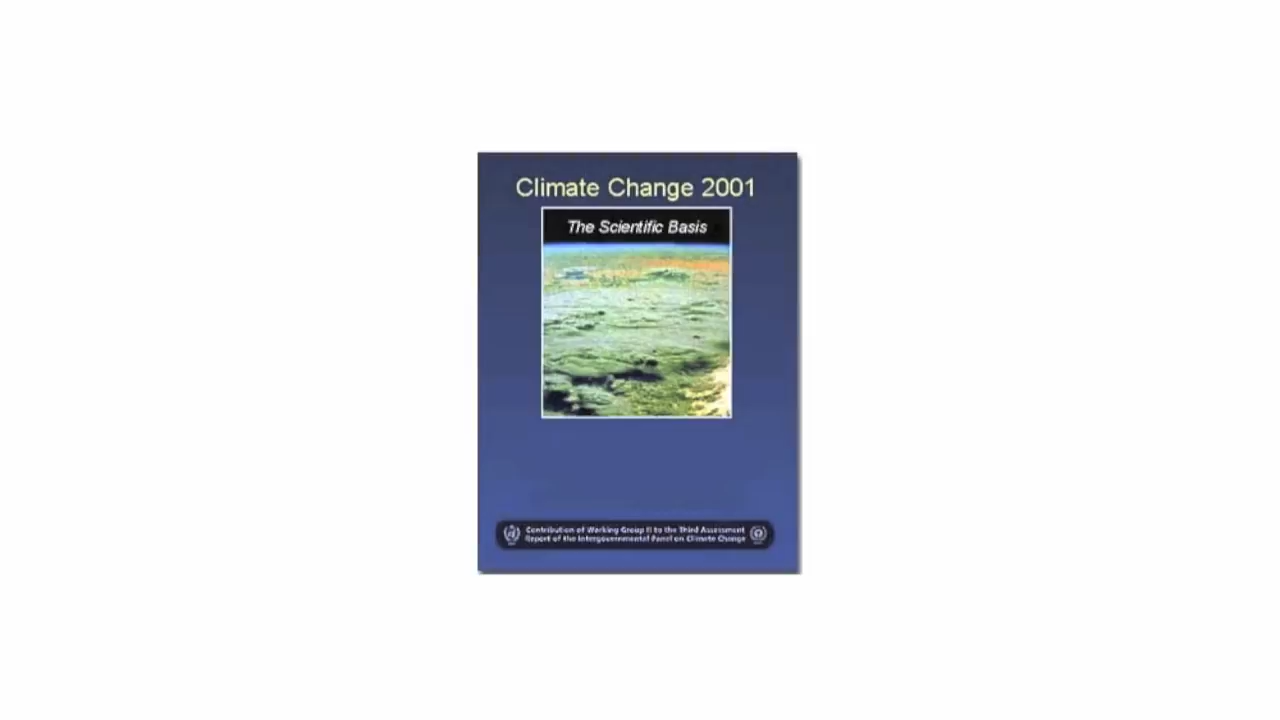 Climate Change 2001
The Scientific Basis
Contribution of Working Group II to the Third Assessment
Report of the Intergovernmental Panel on Climate Change